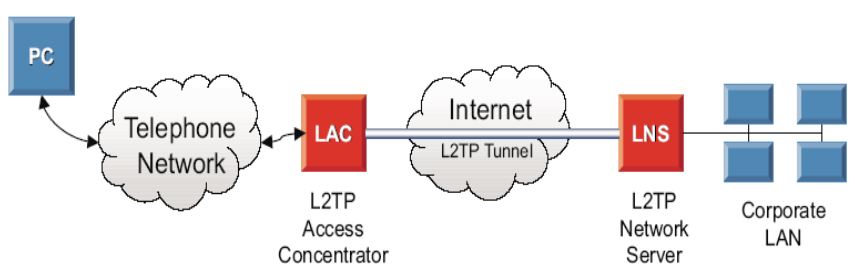 PC
Telephone
Network
LAC
L2TP
Access
Concentrator
Internet
L2TP Tunnel
LNS
L2TP
Network
Server
Corporate
LAN